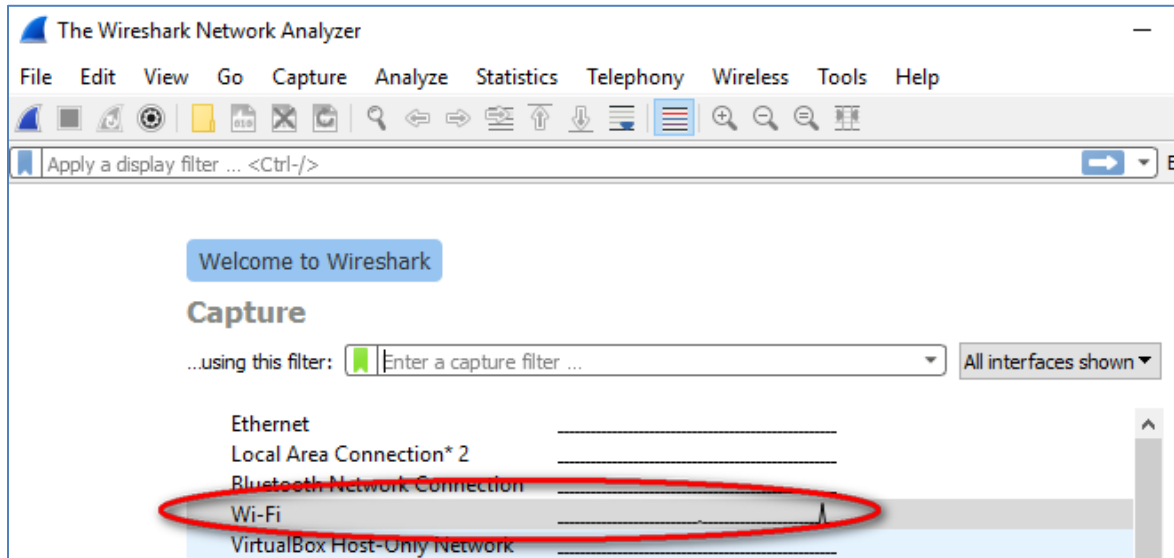 The Wireshark Network Analyzer
File Edit View Go Capture Analyze Statistics Telephony Wireless Tools Help
Apply a display filter ... <Ctrl-/>
Welcome to Wireshark
Capture
...using this filter: Enter a capture filter ... All interfaces shown
Ethernet
Local Area Connection* 2
Bluetooth Network Connection
Wi-Fi
VirtualBox Host-Only Network